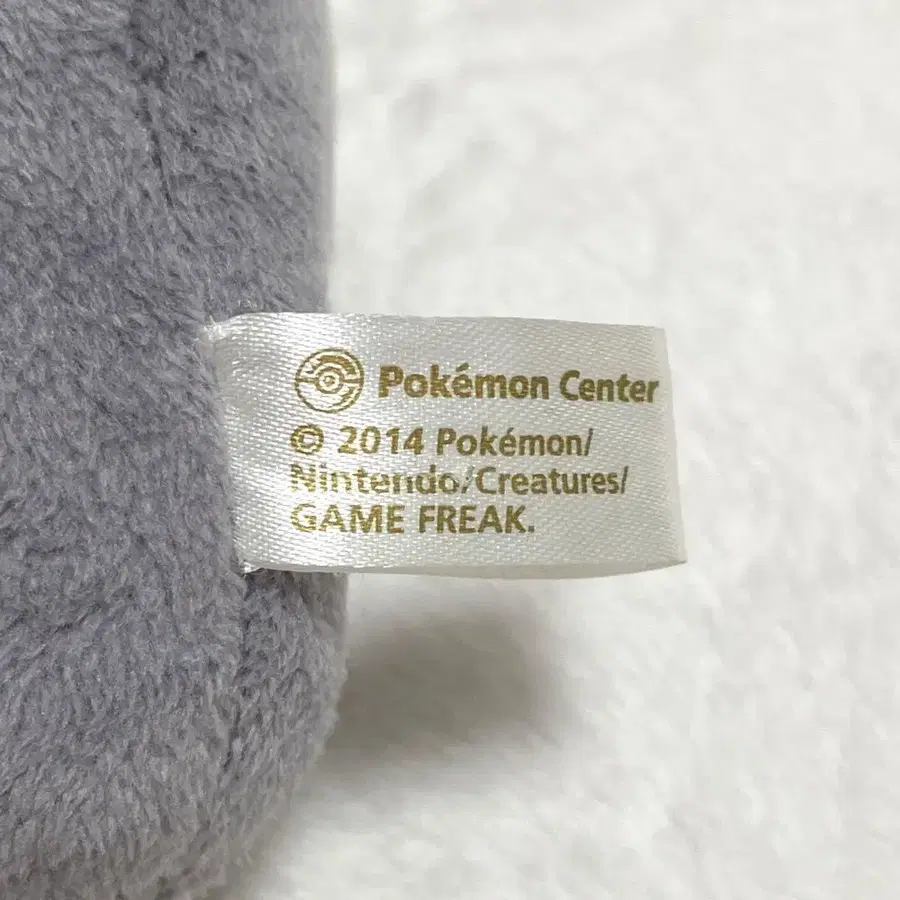 Pokémon Center
© 2014 Pokémon/
Nintendo/Creatures/
GAME FREAK.